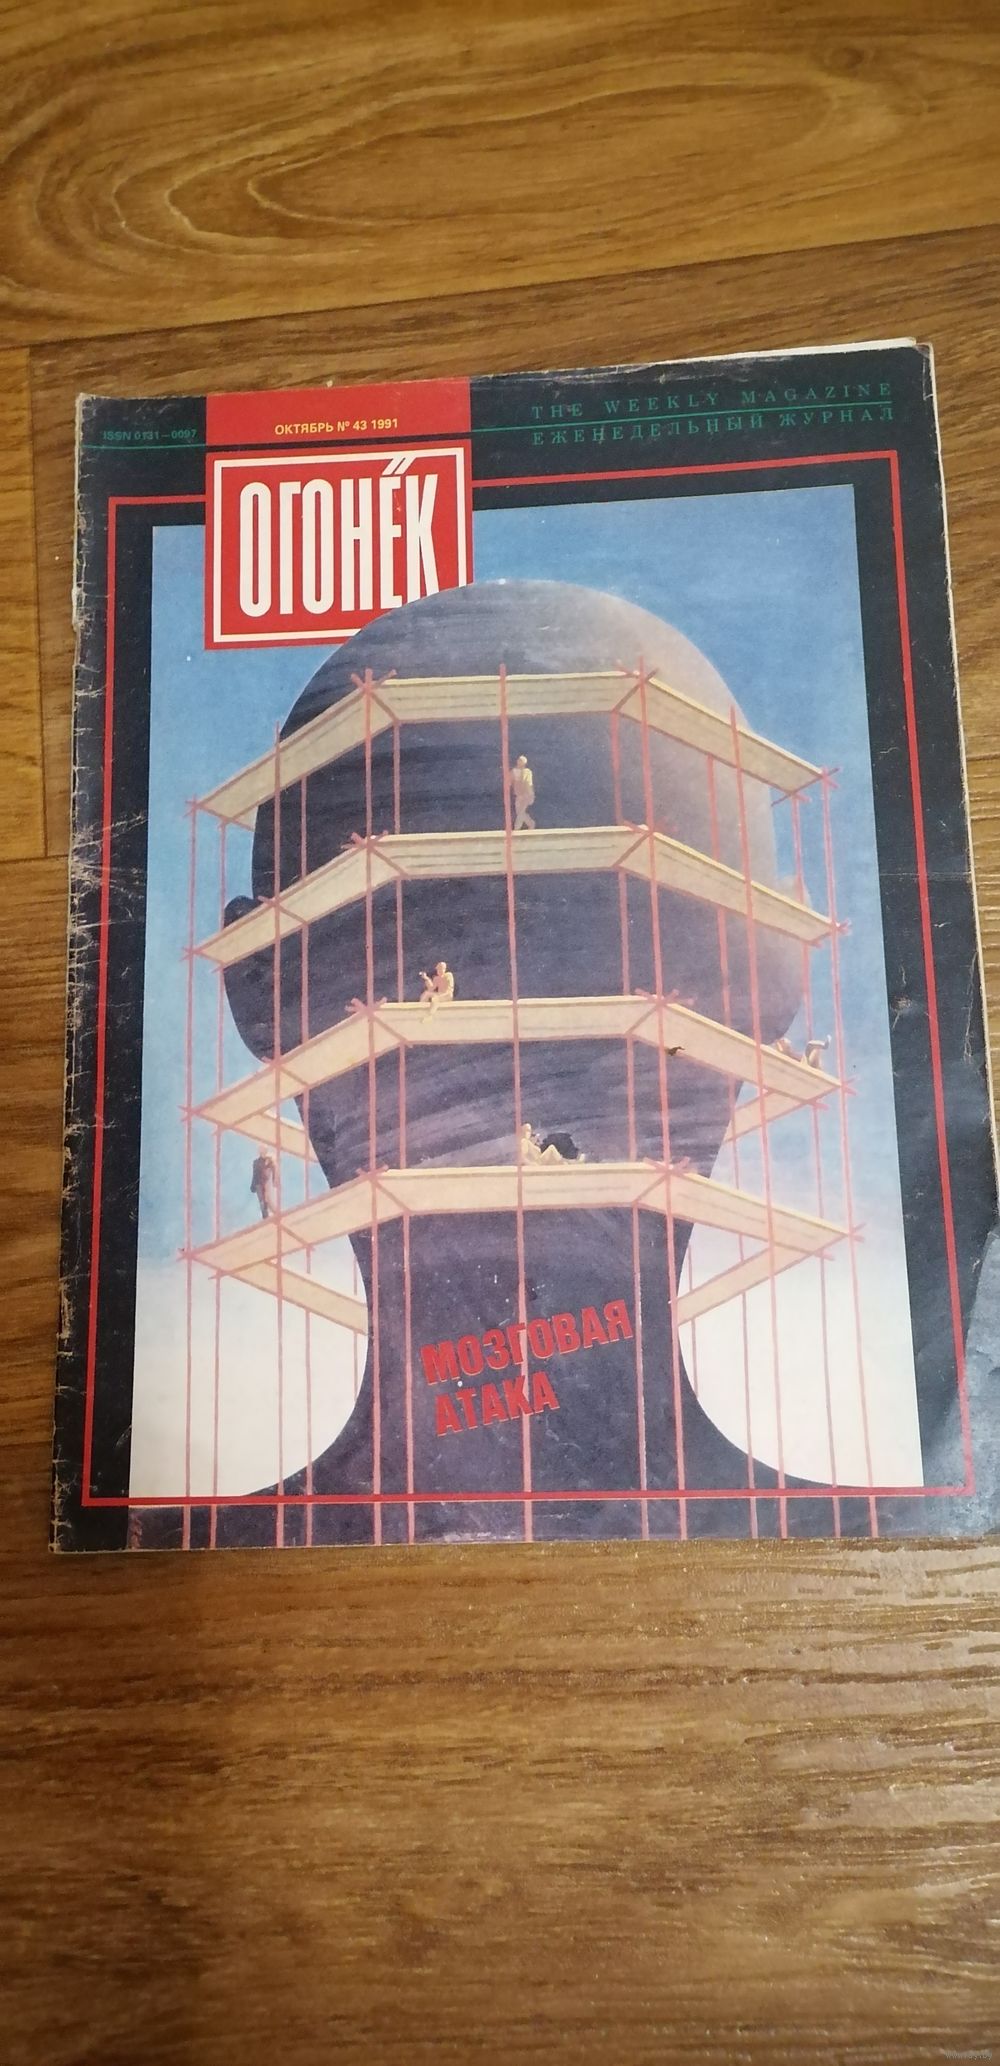 ISSN 0131-0097
ОКТЯБРЬ № 43 1991
THE WEEKLY MAGAZINE
ЕЖЕНЕДЕЛЬНЫЙ ЖУРНАЛ
ОГОНЁК
МОЗГОВАЯ
АТАКА